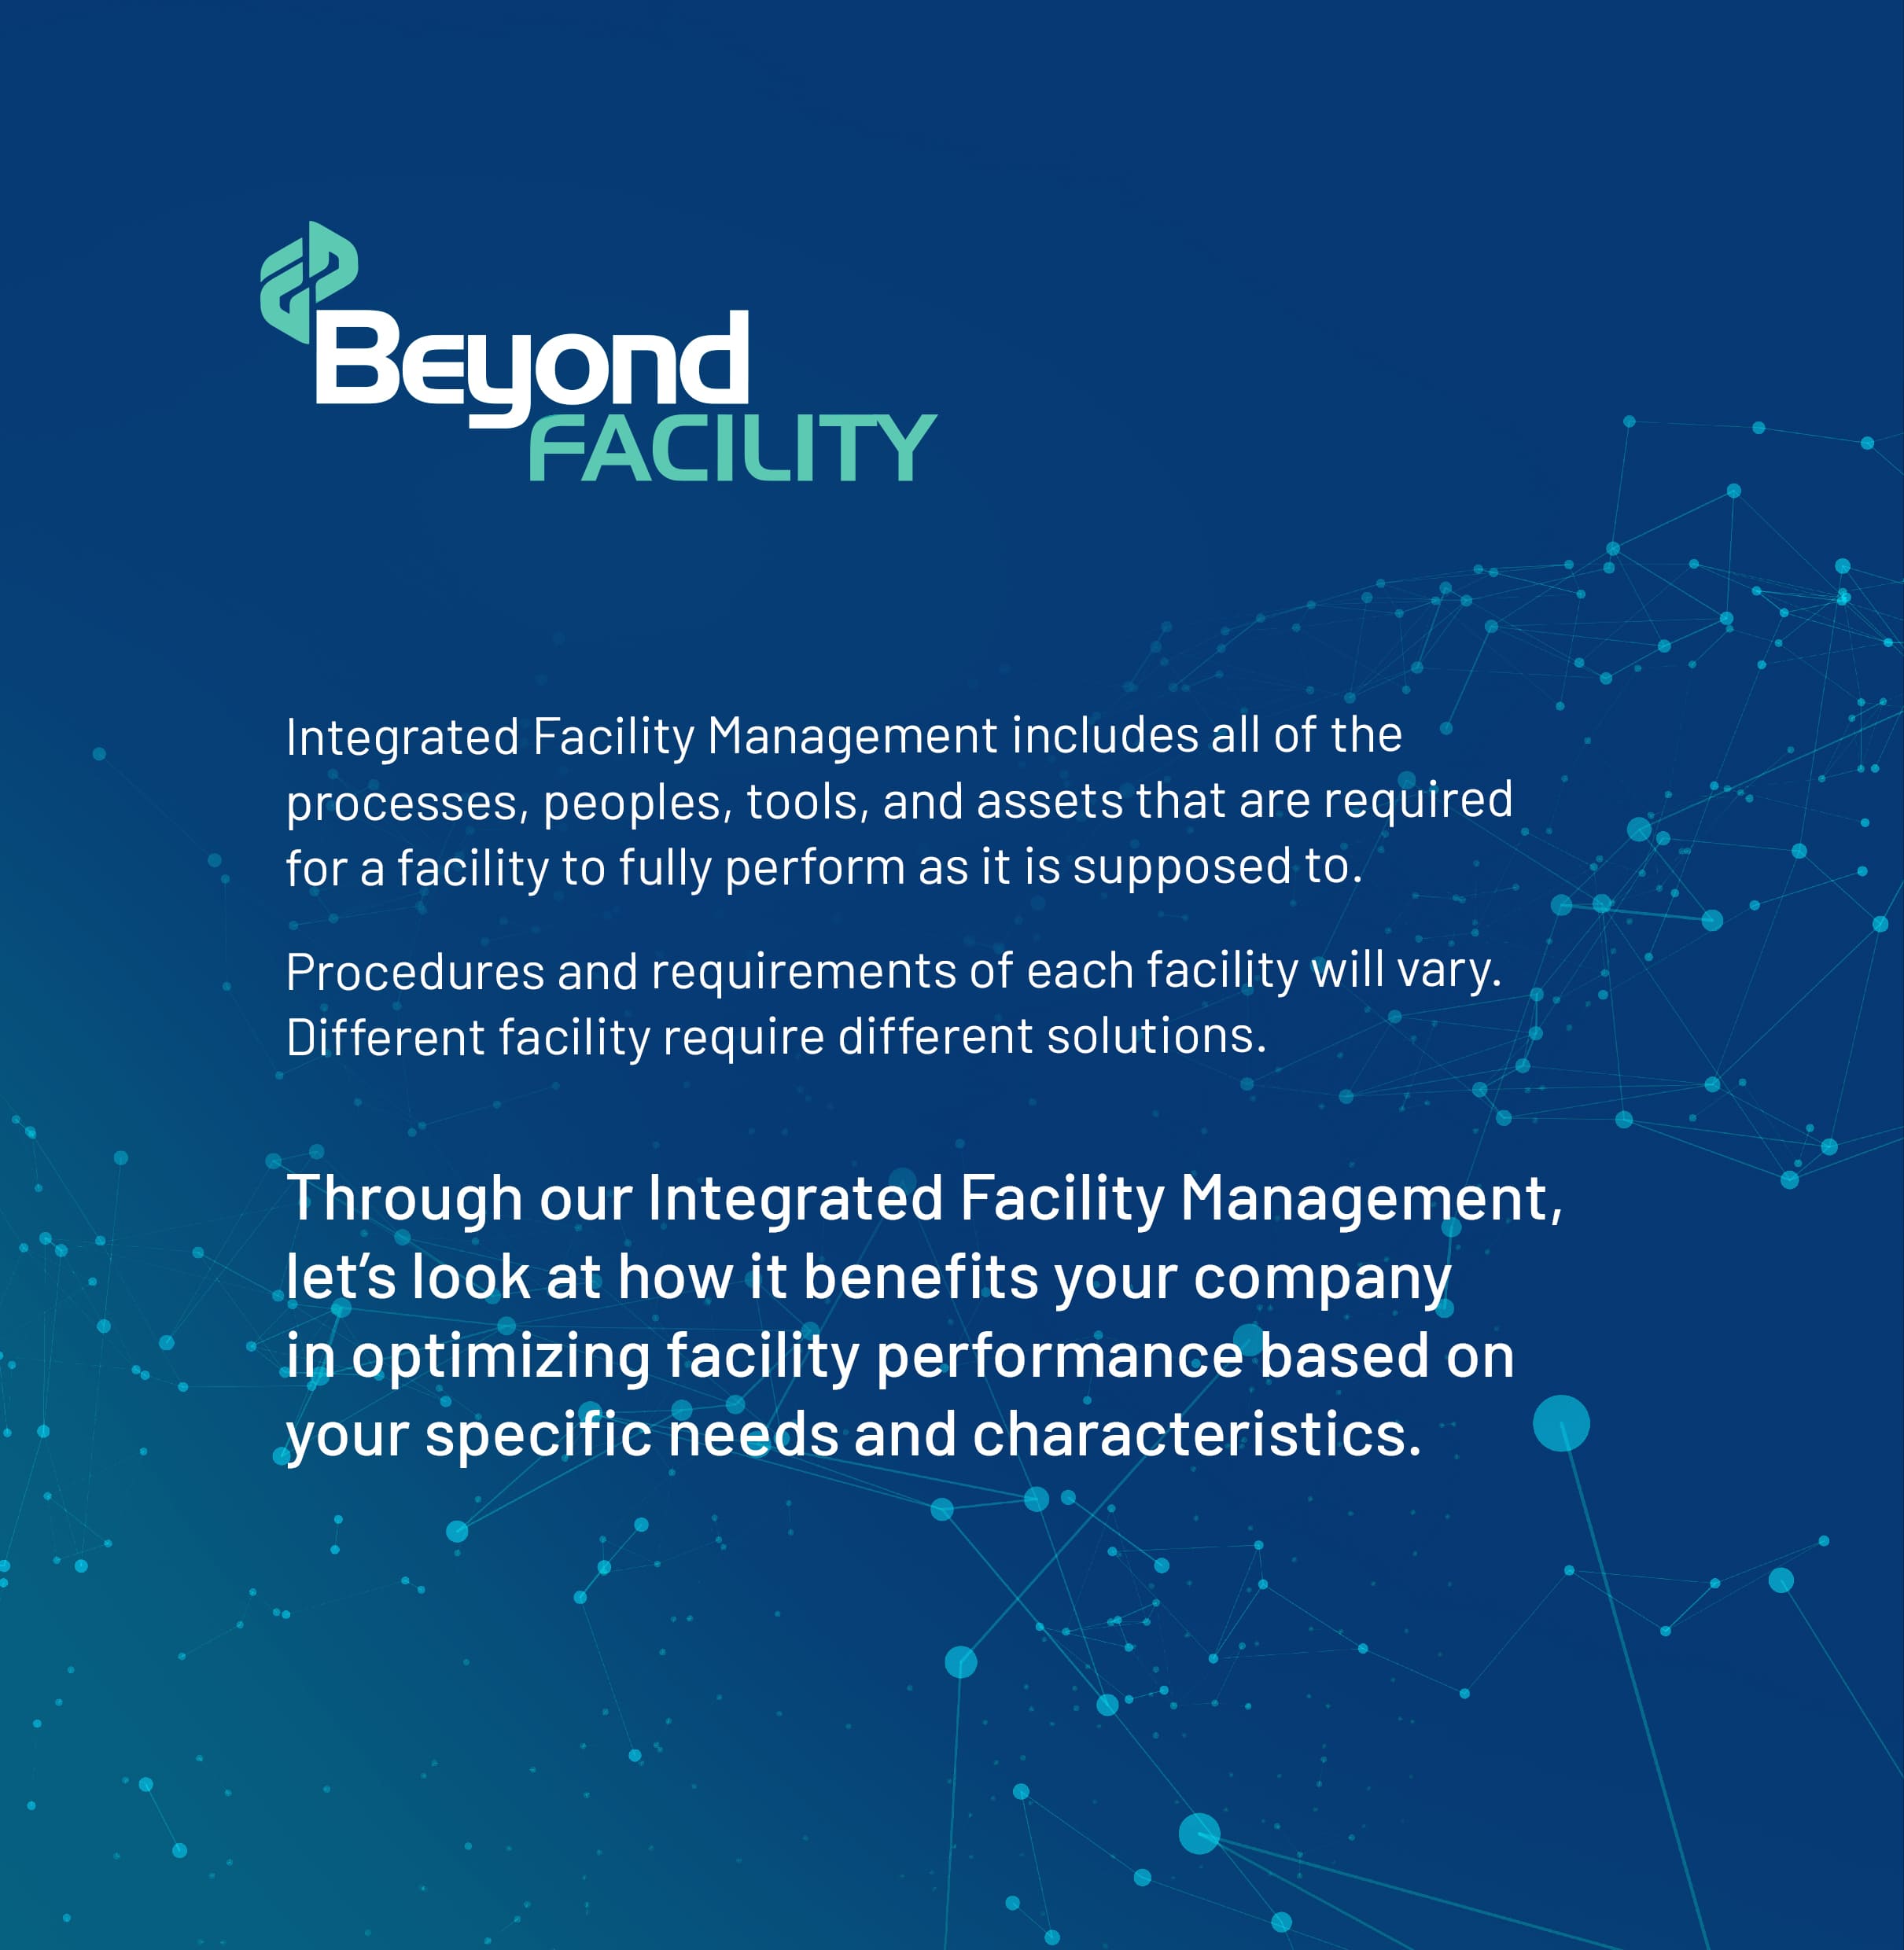 Beyond
FACILITY
Integrated Facility Management includes all of the
processes, peoples, tools, and assets that are required
for a facility to fully perform as it is supposed to.
Procedures and requirements of each facility will vary.
Different facility require different solutions.
Through our Integrated Facility Management,
let’s look at how it benefits your company
in optimizing facility performance based on
your specific needs and characteristics.